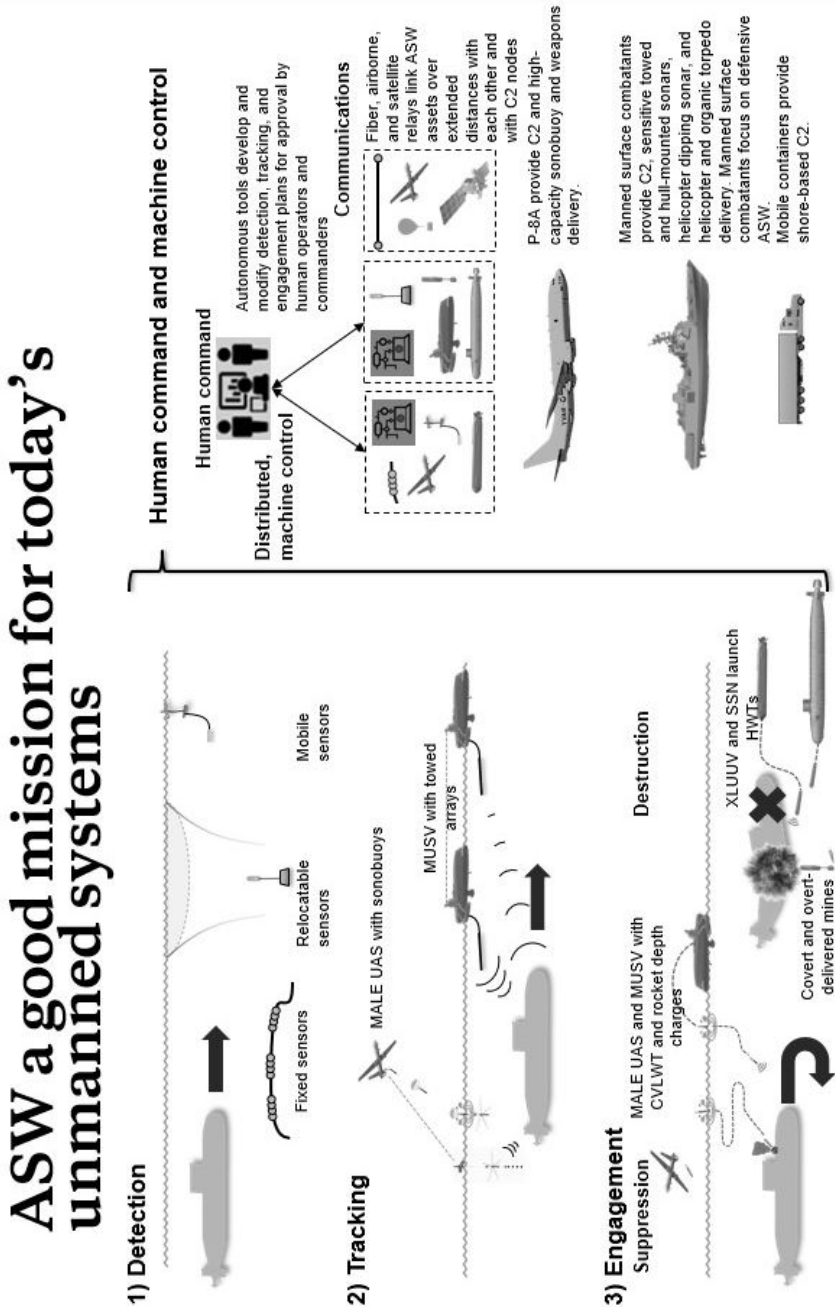 ASW a good mission for today's
unmanned systems
1) Detection
Fixed sensors
Relocatable
sensors
Mobile
sensors
2) Tracking
MALE UAS with sonobuoys
MUSV with towed
arrays
3) Engagement
Suppression
MALE UAS and MUSV with
CVLWT and rocket depth
charges
Destruction
XLUUV and SSN launch
HWTs
Covert and overt-
delivered mines
Human command and machine control
Human command
Autonomous tools develop and
modify detection, tracking, and
engagement plans for approval by
human operators and
commanders
Distributed,
machine control
Communications
Fiber, airborne,
and satellite
relays link ASW
assets over
extended
distances with
each other and
with C2 nodes
P-8A provide C2 and high-
capacity sonobuoy and weapons
delivery.
Manned surface combatants
provide C2, sensitive towed
and hull-mounted sonars,
helicopter dipping sonar, and
helicopter and organic torpedo
delivery. Manned surface
combatants focus on defensive
ASW.
Mobile containers provide
shore-based C2.